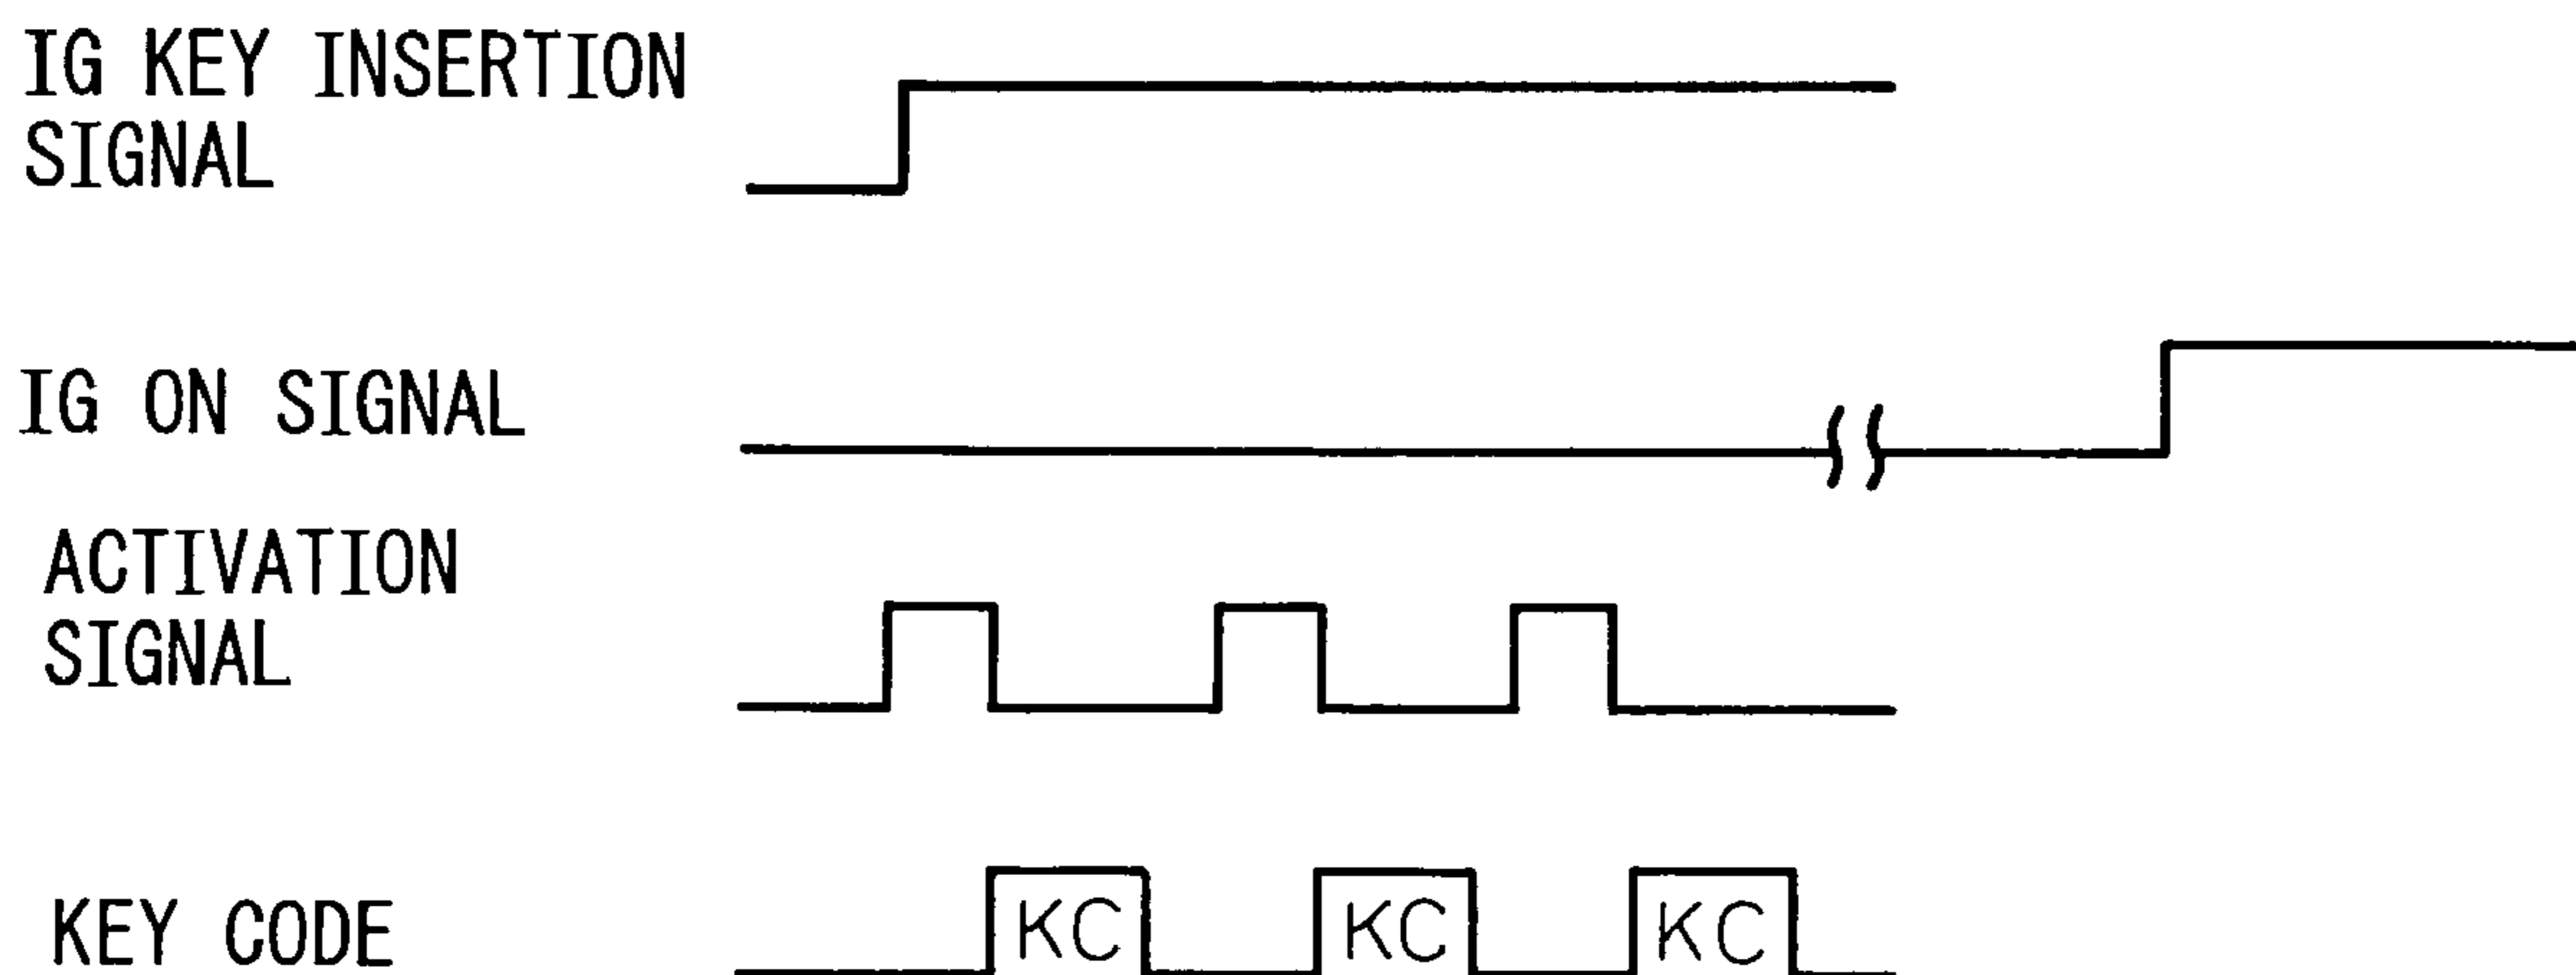 IG KEY INSERTION
SIGNAL
IG ON SIGNAL
ACTIVATION
SIGNAL
KEY CODE
KC KC KC